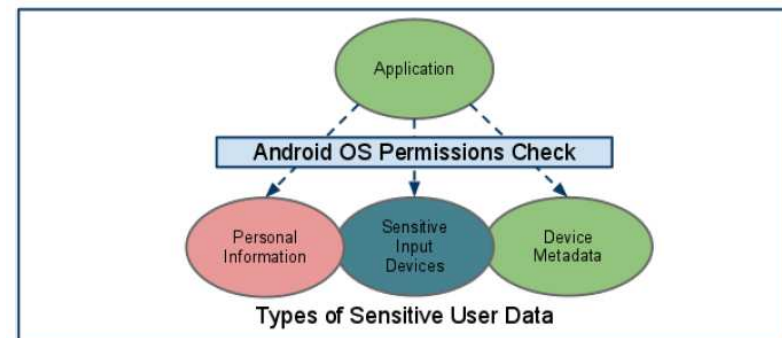 Application
Android OS Permissions Check
Personal
Information
Sensitive
Input
Devices
Device
Metadata
Types of Sensitive User Data